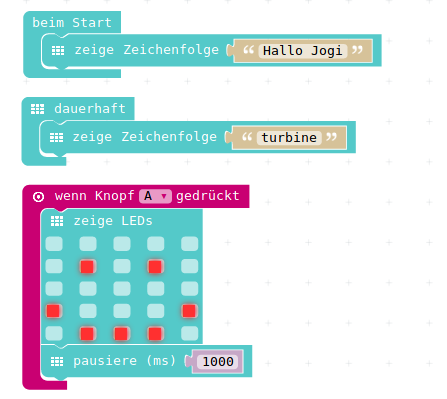 beim Start
zeige Zeichenfolge “ Hallo Jogi ”
dauerhaft
zeige Zeichenfolge “ turbine ”
wenn Knopf A ▾ gedrückt
zeige LEDs
pausiere (ms) 1000